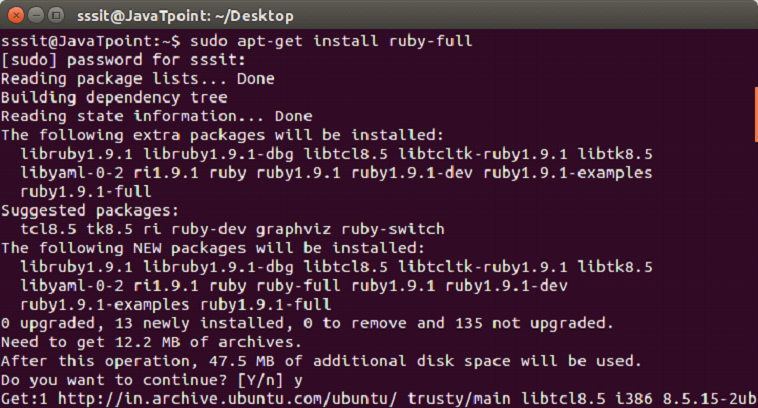 sssit@JavaTpoint: ~/Desktop
sssit@JavaTpoint:~$ sudo apt-get install ruby-full
[sudo] password for sssit:
Reading package lists... Done
Building dependency tree
Reading state information... Done
The following extra packages will be installed:
libruby1.9.1 libruby1.9.1-dbg libtcl8.5 libtcltk-ruby1.9.1 libtk8.5
libyaml-0-2 ri1.9.1 ruby ruby1.9.1 ruby1.9.1-dev ruby1.9.1-examples
ruby1.9.1-full
Suggested packages:
tcl8.5 tk8.5 ri ruby-dev graphviz ruby-switch
The following NEW packages will be installed:
libruby1.9.1 libruby1.9.1-dbg libtcl8.5 libtcltk-ruby1.9.1 libtk8.5
libyaml-0-2 ri1.9.1 ruby ruby-full ruby1.9.1 ruby1.9.1-dev
ruby1.9.1-examples ruby1.9.1-full
0 upgraded, 13 newly installed, 0 to remove and 135 not upgraded.
Need to get 12.2 MB of archives.
After this operation, 47.5 MB of additional disk space will be used.
Do you want to continue? [Y/n] y
Get:1 http://in.archive.ubuntu.com/ubuntu/ trusty/main libtcl8.5 i386 8.5.15-2ub